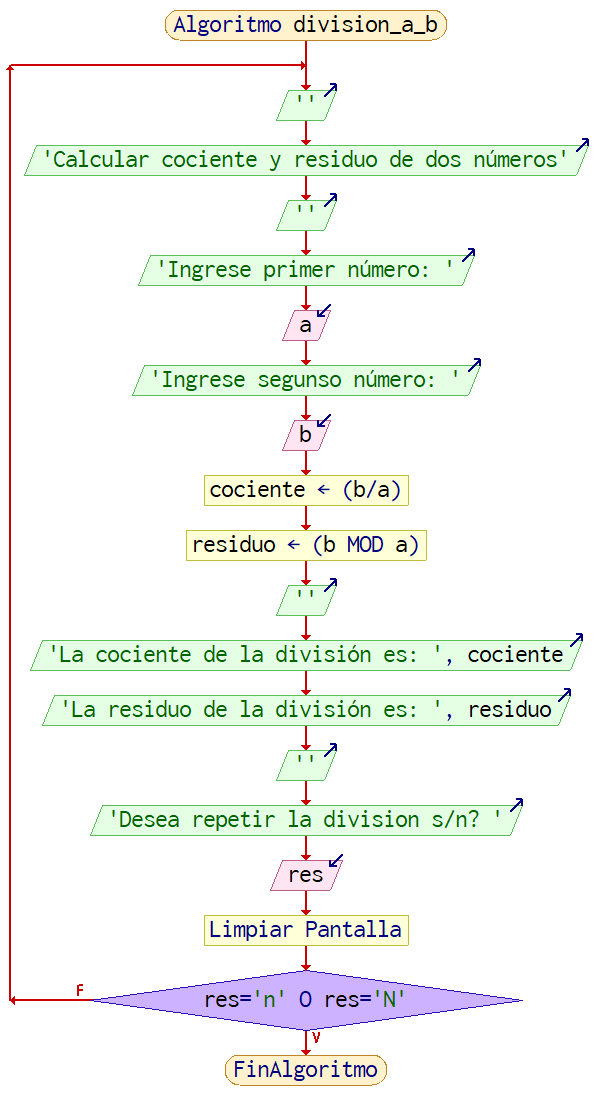 Algoritmo division_a_b
''
'Calcular cociente y residuo de dos números'
''
'Ingrese primer número: '
a
'Ingrese segunso número: '
b
cociente ← (b/a)
residuo ← (b MOD a)
''
'La cociente de la división es: ', cociente
'La residuo de la división es: ', residuo
''
'Desea repetir la division s/n? '
res
Limpiar Pantalla
F
res='n' O res='N'
V
FinAlgoritmo